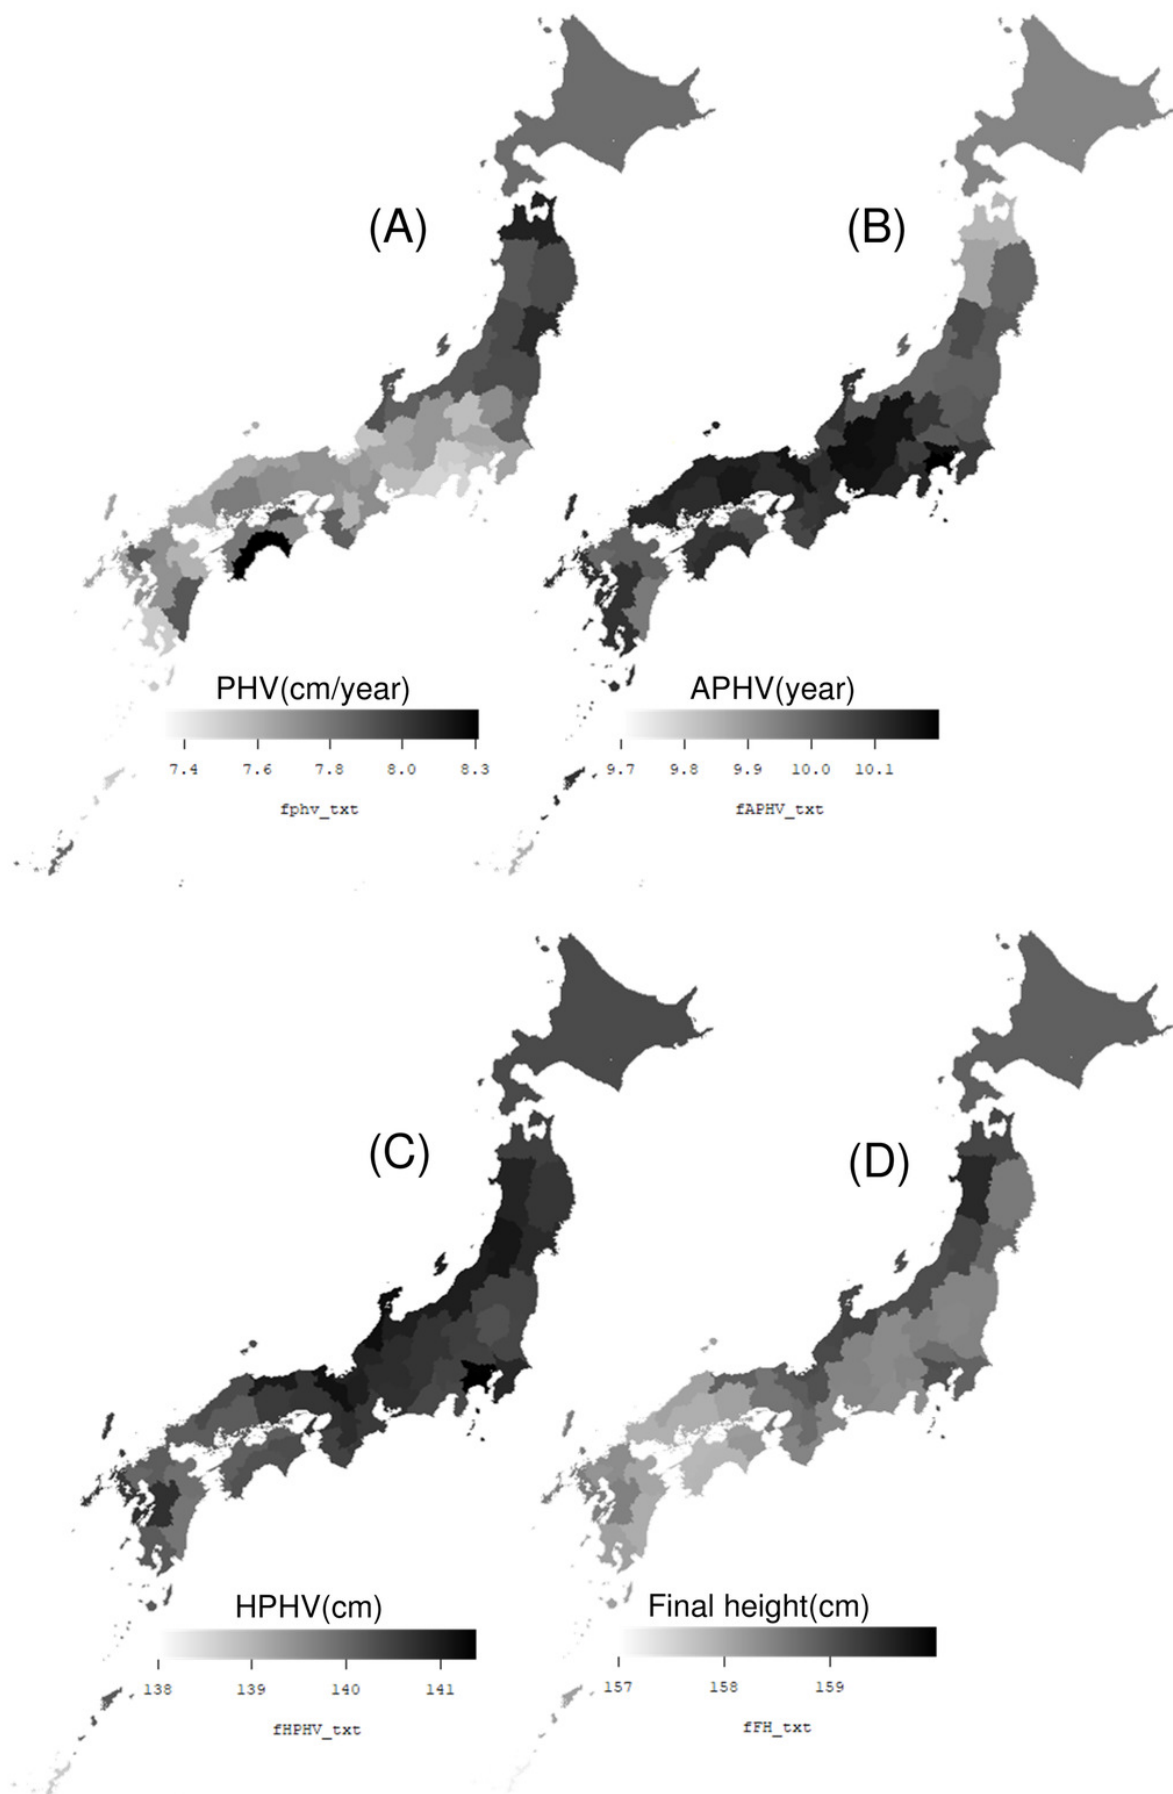 (A)
(B)
PHV(cm/year)
7.4 7.6 7.8 8.0 8.3
fphv_txt
APHV(year)
9.7 9.8 9.9 10.0 10.1
fAPHV_txt
(C)
(D)
HPHV(cm)
138 139 140 141
fHPHV_txt
Final height(cm)
157 158 159
fFH_txt